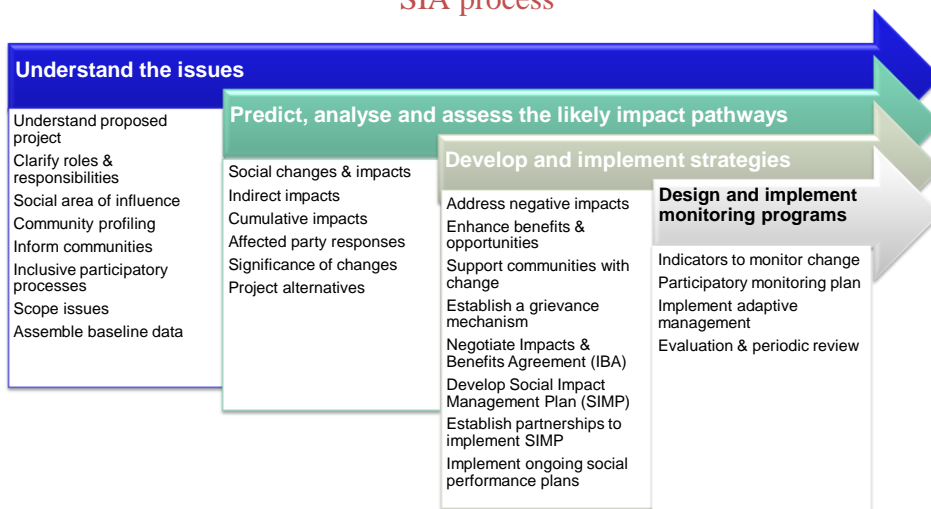 SIA process
Understand the issues
Understand proposed
project
Clarify roles &
responsibilities
Social area of influence
Community profiling
Inform communities
Inclusive participatory
processes
Scope issues
Assemble baseline data
Predict, analyse and assess the likely impact pathways
Social changes & impacts
Indirect impacts
Cumulative impacts
Affected party responses
Significance of changes
Project alternatives
Develop and implement strategies
Address negative impacts
Enhance benefits &
opportunities
Support communities with
change
Establish a grievance
mechanism
Negotiate Impacts &
Benefits Agreement (IBA)
Develop Social Impact
Management Plan (SIMP)
Establish partnerships to
implement SIMP
Implement ongoing social
performance plans
Design and implement
monitoring programs
Indicators to monitor change
Participatory monitoring plan
Implement adaptive
management
Evaluation & periodic review